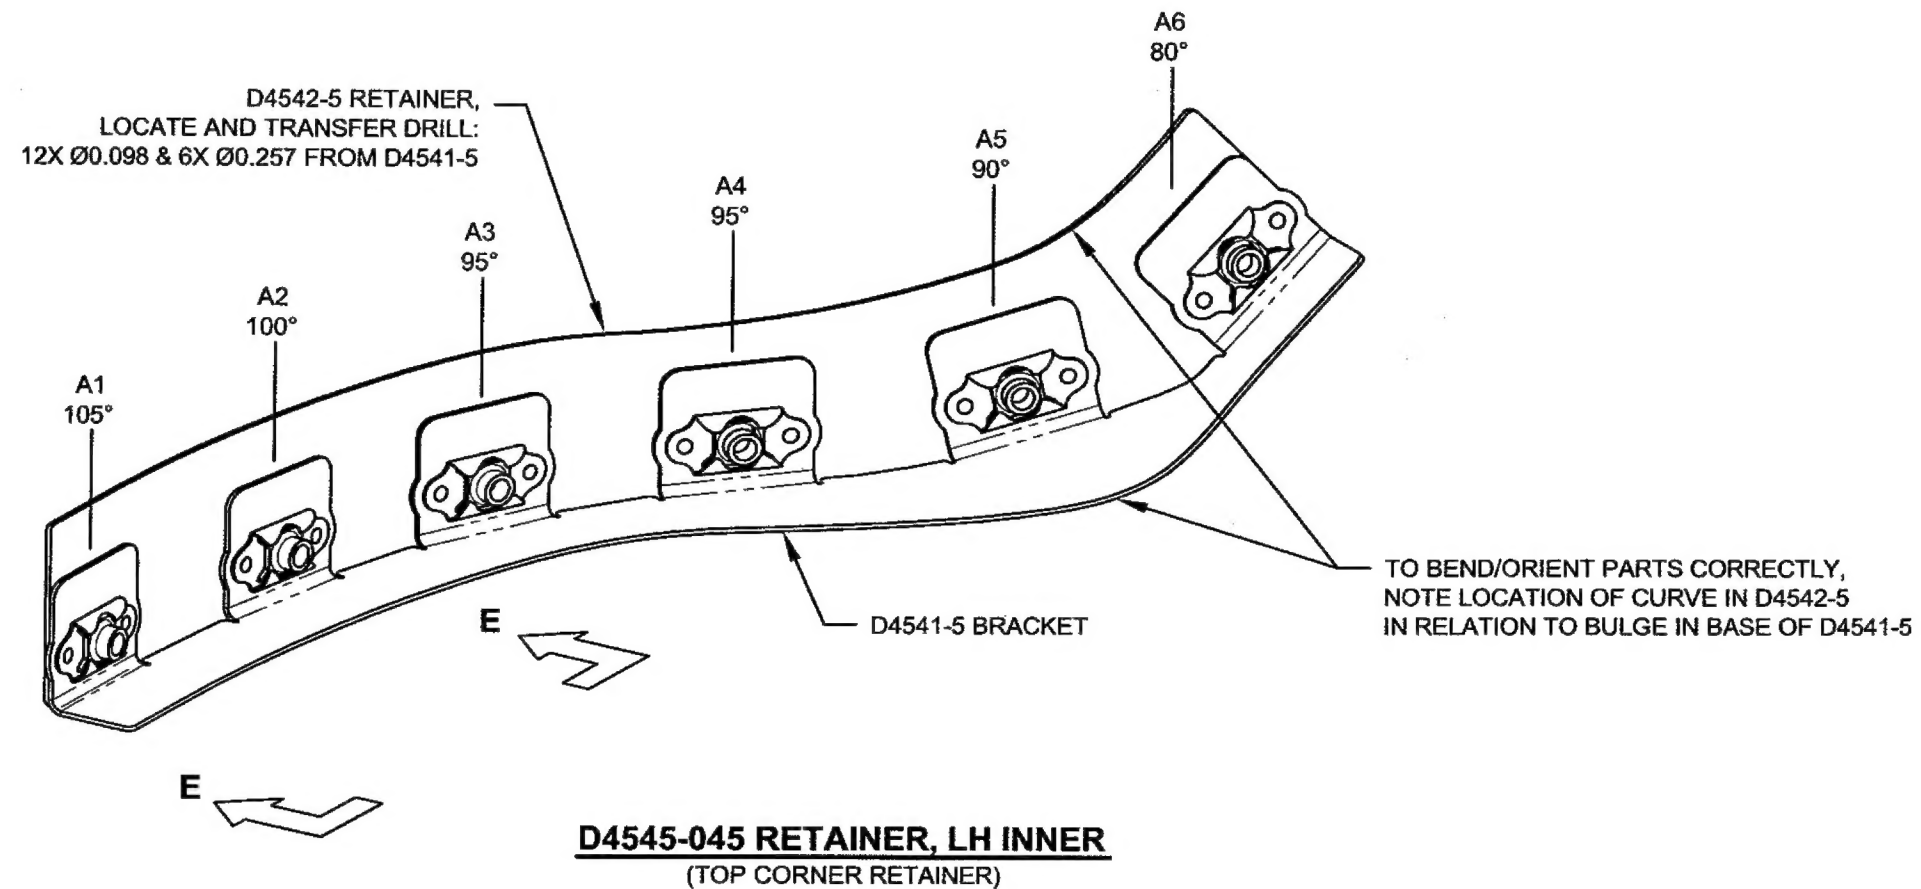 A6
80°
D4542-5 RETAINER,
LOCATE AND TRANSFER DRILL:
12X Ø0.098 & 6X Ø0.257 FROM D4541-5
A5
90°
A4
95°
A3
95°
A2
100°
A1
105°
TO BEND/ORIENT PARTS CORRECTLY,
NOTE LOCATION OF CURVE IN D4542-5
IN RELATION TO BULGE IN BASE OF D4541-5
E
D4541-5 BRACKET
E
D4545-045 RETAINER, LH INNER
(TOP CORNER RETAINER)